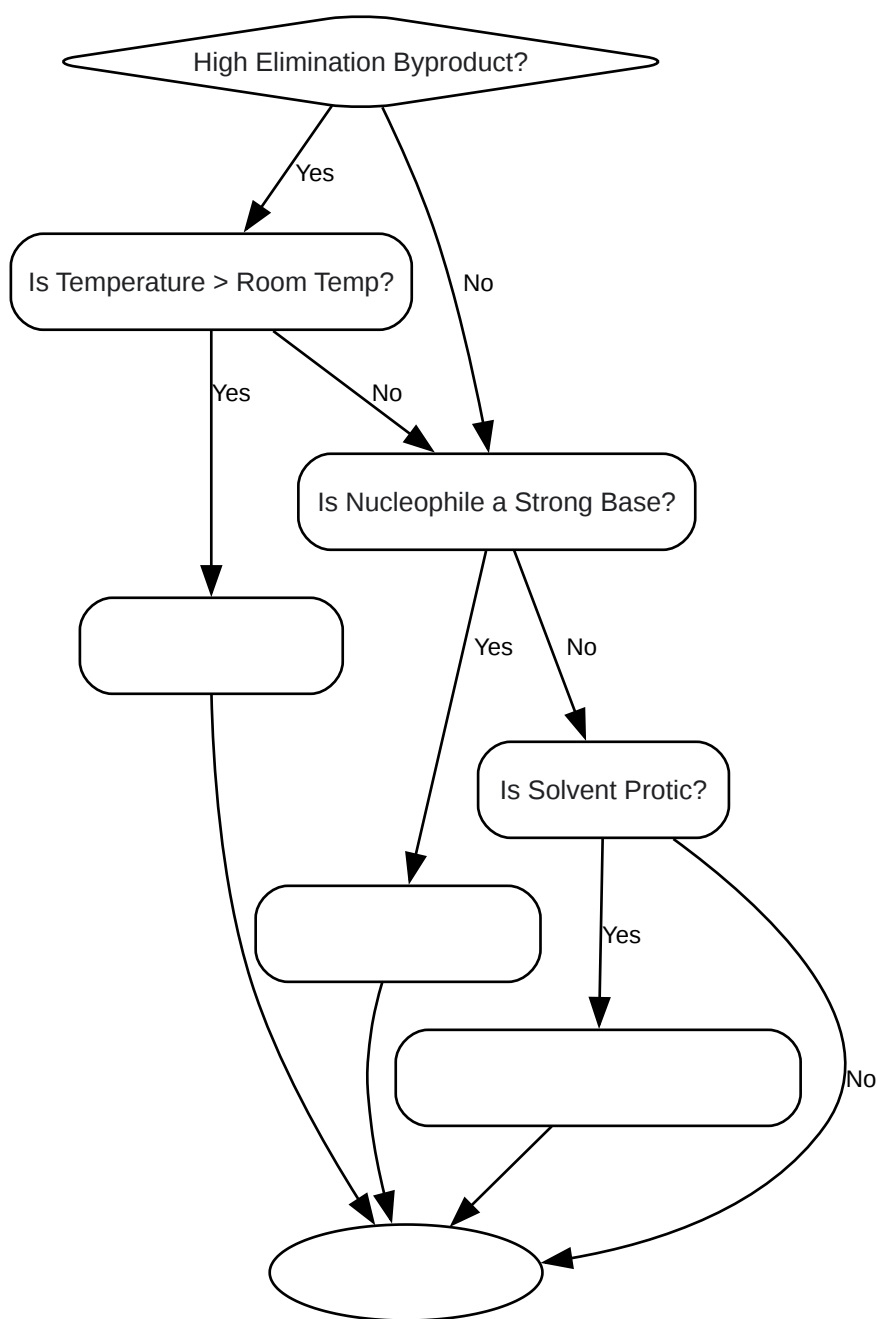 High Elimination Byproduct?
Yes
Is Temperature > Room Temp?
No
Yes
No
Is Nucleophile a Strong Base?
Yes
No
Is Solvent Protic?
Yes
No